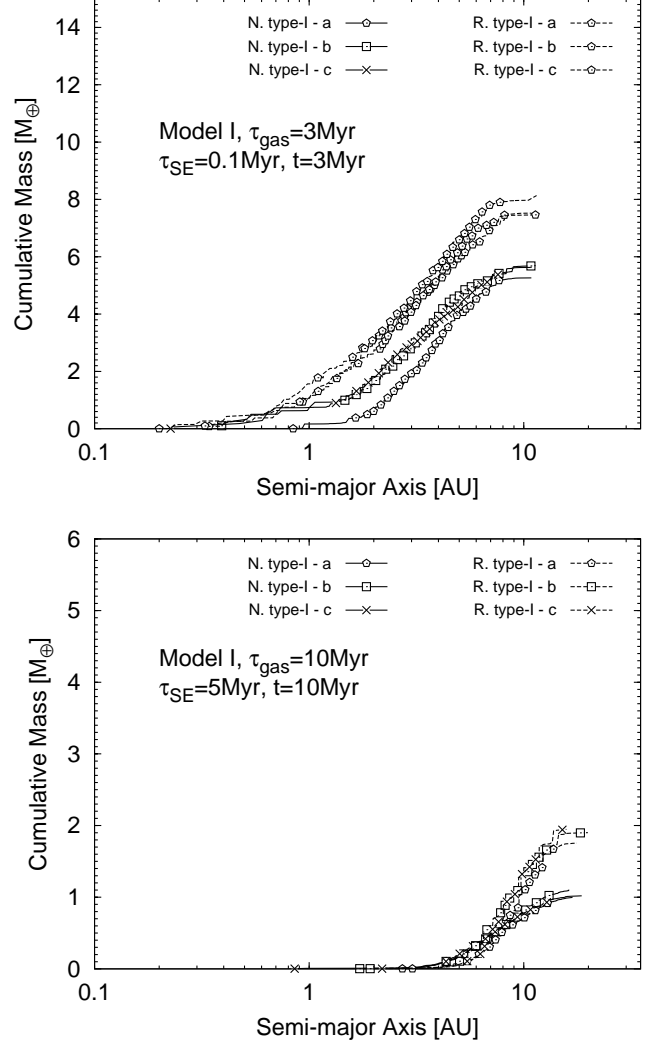 14
12
10
8
6
4
2
0
Cumulative Mass [M⊕]
N. type-I - a
N. type-I - b
N. type-I - c
R. type-I - a
R. type-I - b
R. type-I - c
Model I, τgas=3Myr
τSE=0.1Myr, t=3Myr
0.1
1
10
Semi-major Axis [AU]
6
5
4
3
2
1
0
Cumulative Mass [M⊕]
N. type-I - a
N. type-I - b
N. type-I - c
R. type-I - a
R. type-I - b
R. type-I - c
Model I, τgas=10Myr
τSE=5Myr, t=10Myr
0.1
1
10
Semi-major Axis [AU]